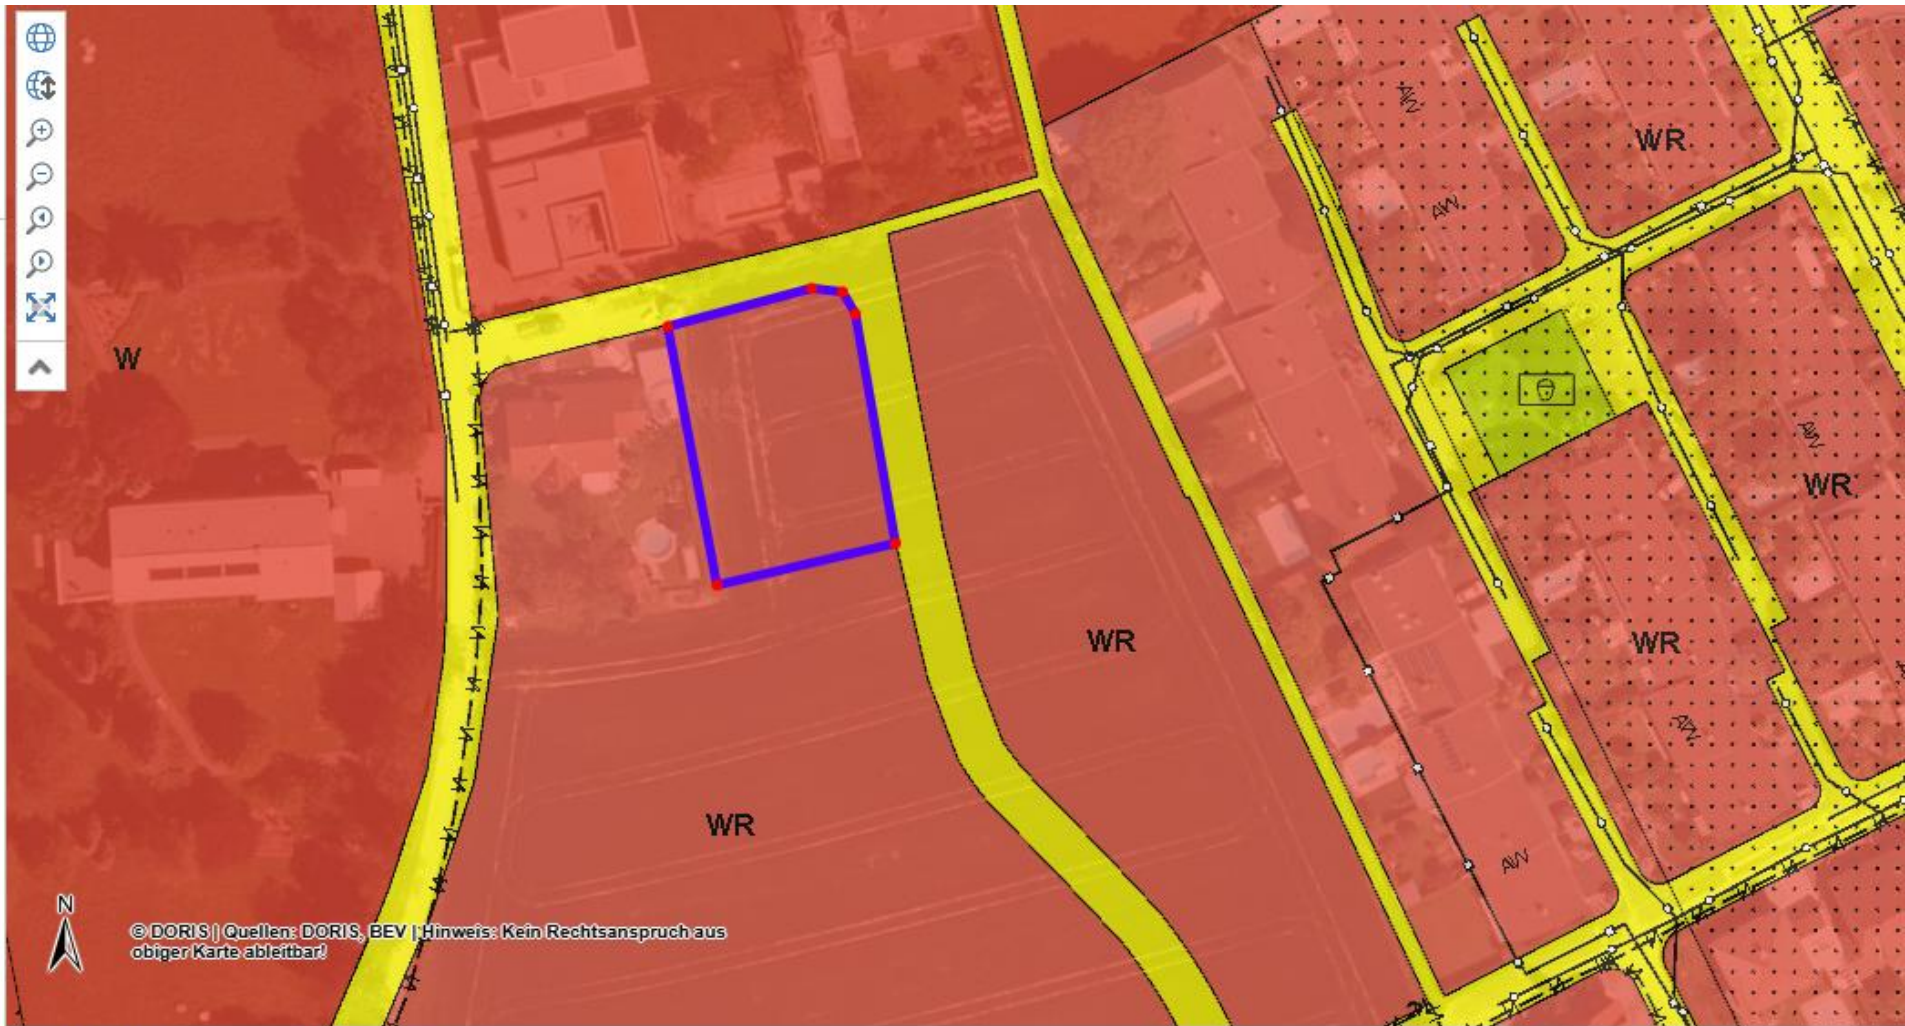 WR
AW
AW
W
AW
WR
WR
WR
AW
WR
AW
N
© DORIS | Quellen: DORIS, BEV | Hinweis: Kein Rechtsanspruch aus
obiger Karte ableitbar!